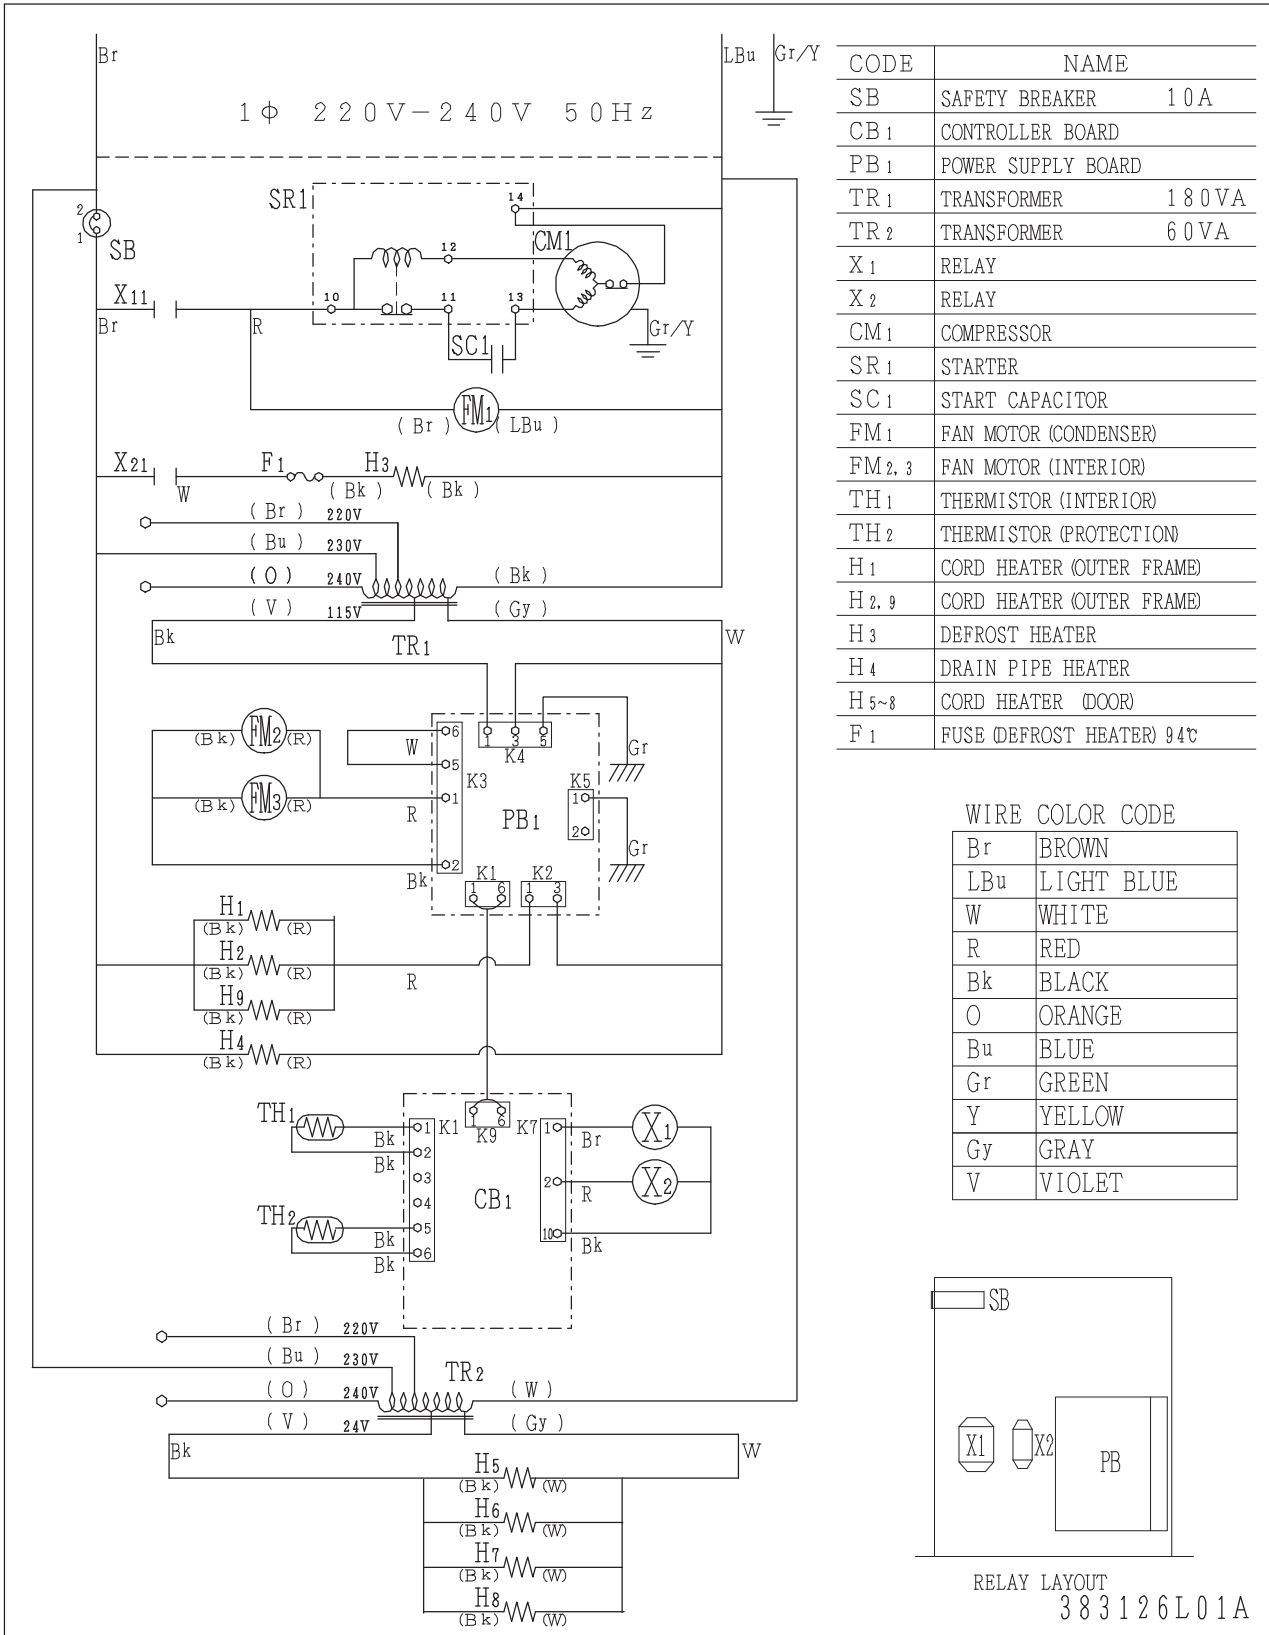 Br
LBu
Gr/Y
1Φ 220V-240V 50Hz
SR1
14
2
1
SB
CM1
12
X11
Br
R
10
11
13
Gr/Y
SC1
FM1
(Br)
(LBu)
X21
W
F1
H3
(Bk)
(Bk)
(Br) 220V
(Bu) 230V
(O) 240V
(Bk)
(V) 115V
(Gy)
Bk
TR1
W
FM2
(Bk)
(R)
FM3
(Bk)
(R)
W
6
5
1
2
K3
R
Bk
1 3 5
K4
Gr
K5
1
2
PB1
Gr
K1
1 6
K2
1 3
H1
(Bk)
(R)
H2
(Bk)
(R)
H9
(Bk)
(R)
H4
(Bk)
(R)
R
TH1
Bk
Bk
TH2
Bk
Bk
1
2
3
4
5
6
K1
1 6
K9
K7
1
2
10
CB1
Br
R
Bk
X1
X2
(Br) 220V
(Bu) 230V
TR2
(O) 240V
(W)
(V) 24V
(Gy)
Bk
W
H5
(Bk)
(W)
H6
(Bk)
(W)
H7
(Bk)
(W)
H8
(Bk)
(W)
CODE NAME
SB SAFETY BREAKER 10A
CB1 CONTROLLER BOARD
PB1 POWER SUPPLY BOARD
TR1 TRANSFORMER 180VA
TR2 TRANSFORMER 60VA
X1 RELAY
X2 RELAY
CM1 COMPRESSOR
SR1 STARTER
SC1 START CAPACITOR
FM1 FAN MOTOR (CONDENSER)
FM2,3 FAN MOTOR (INTERIOR)
TH1 THERMISTOR (INTERIOR)
TH2 THERMISTOR (PROTECTION)
H1 CORD HEATER (OUTER FRAME)
H2,9 CORD HEATER (OUTER FRAME)
H3 DEFROST HEATER
H4 DRAIN PIPE HEATER
H5~8 CORD HEATER (DOOR)
F1 FUSE (DEFROST HEATER) 94℃
WIRE COLOR CODE
Br BROWN
LBu LIGHT BLUE
W WHITE
R RED
Bk BLACK
O ORANGE
Bu BLUE
Gr GREEN
Y YELLOW
Gy GRAY
V VIOLET
SB
X1
X2
PB
RELAY LAYOUT
383126L01A